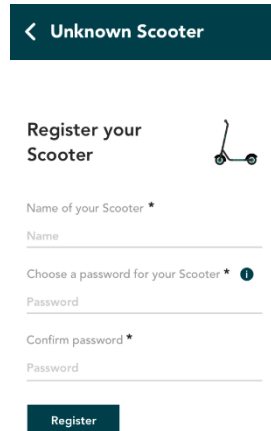 Unknown Scooter
Register your
Scooter
Name of your Scooter *
Name
Choose a password for your Scooter * i
Password
Confirm password *
Password
Register